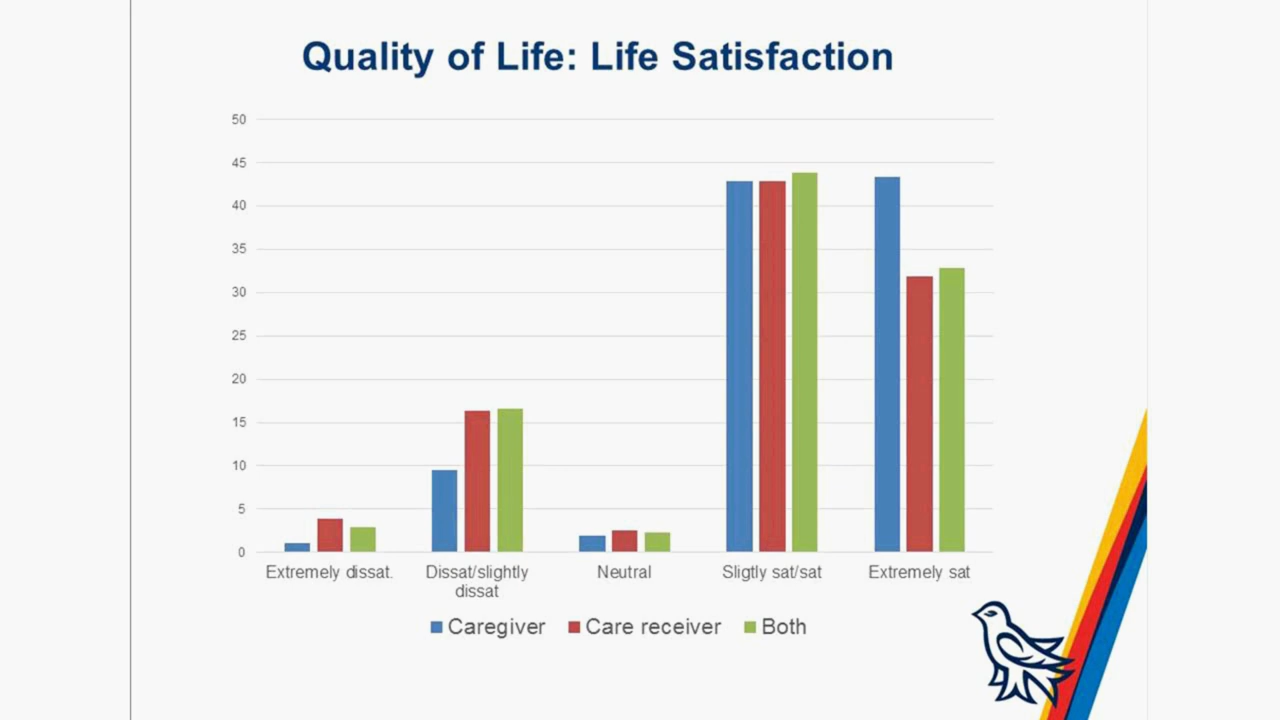 Quality of Life: Life Satisfaction
50
45
40
35
30
25
20
15
10
5
0
Extremely dissat. Dissat/slightly Neutral Sligtly sat/sat Extremely sat
dissat
Caregiver Care receiver Both